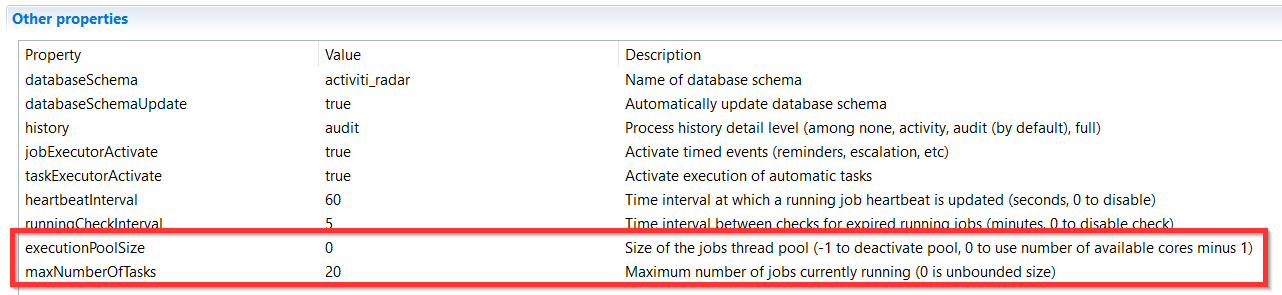 Other properties
Property Value Description
databaseSchema activiti_radar Name of database schema
databaseSchemaUpdate true Automatically update database schema
history audit Process history detail level (among none, activity, audit (by default), full)
jobExecutorActivate true Activate timed events (reminders, escalation, etc)
taskExecutorActivate true Activate execution of automatic tasks
heartbeatInterval 60 Time interval at which a running job heartbeat is updated (seconds, 0 to disable)
runningCheckInterval 5 Time interval between checks for expired running jobs (minutes, 0 to disable check)
executionPoolSize 0 Size of the jobs thread pool (-1 to deactivate pool, 0 to use number of available cores minus 1)
maxNumberOfTasks 20 Maximum number of jobs currently running (0 is unbounded size)